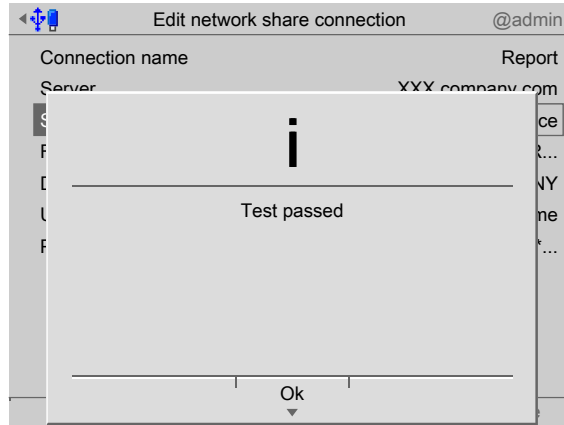 Edit network share connection @admin
Connection name Report
Server XXX.company.com
i
Test passed
Ok